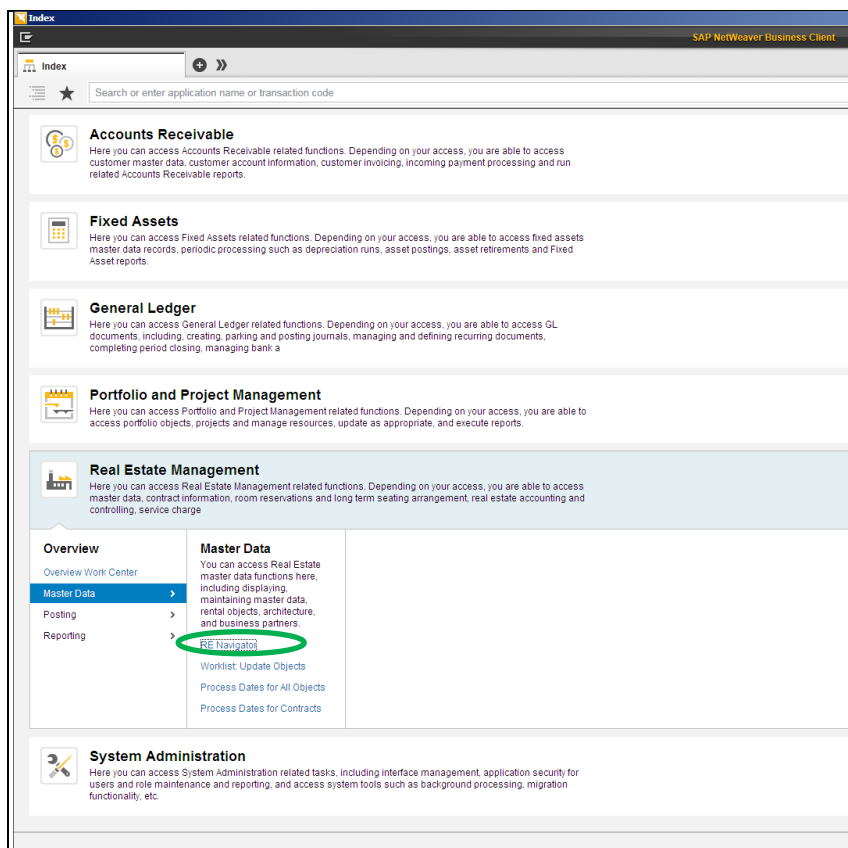 Index
SAP NetWeaver Business Client
Index
Search or enter application name or transaction code
Accounts Receivable
Here you can access Accounts Receivable related functions. Depending on your access, you are able to access
customer master data, customer account information, customer invoicing, incoming payment processing and run
related Accounts Receivable reports.
Fixed Assets
Here you can access Fixed Assets related functions. Depending on your access, you are able to access fixed assets
master data records, periodic processing such as depreciation runs, asset postings, asset retirements and Fixed
Asset reports.
General Ledger
Here you can access General Ledger related functions. Depending on your access, you are able to access GL
documents, including, creating, parking and posting journals, managing and defining recurring documents,
completing period closing, managing bank a
Portfolio and Project Management
Here you can access Portfolio and Project Management related functions. Depending on your access, you are able to
access portfolio objects, projects and manage resources, update as appropriate, and execute reports.
Real Estate Management
Here you can access Real Estate Management related functions. Depending on your access, you are able to access
master data, contract information, room reservations and long term seating arrangement, real estate accounting and
controlling, service charge
Overview
Overview Work Center
Master Data
Posting
Reporting
Master Data
You can access Real Estate
master data functions here,
including displaying,
maintaining master data,
rental objects, architecture,
and business partners.
RE Navigator
Worklist: Update Objects
Process Dates for All Objects
Process Dates for Contracts
System Administration
Here you can access System Administration related tasks, including interface management, application security for
users and role maintenance and reporting, and access system tools such as background processing, migration
functionality, etc.